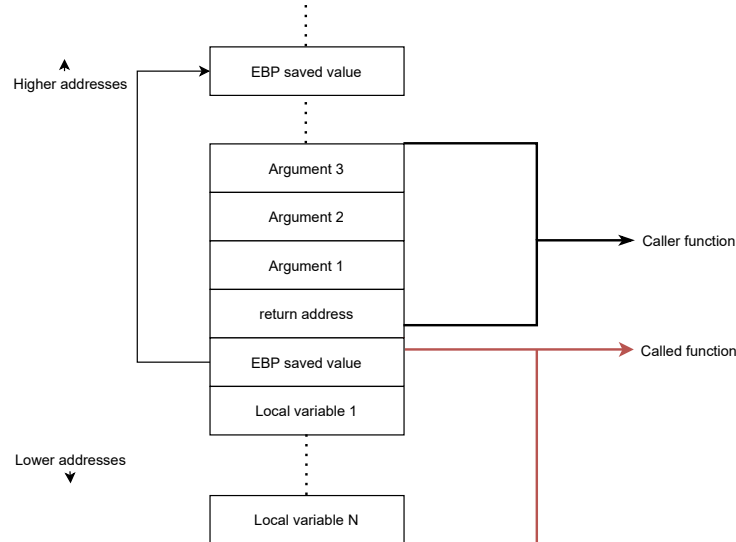 EBP saved value
Higher addresses
Argument 3
Argument 2
Argument 1
Caller function
return address
Called function
EBP saved value
Local variable 1
Lower addresses
Local variable N